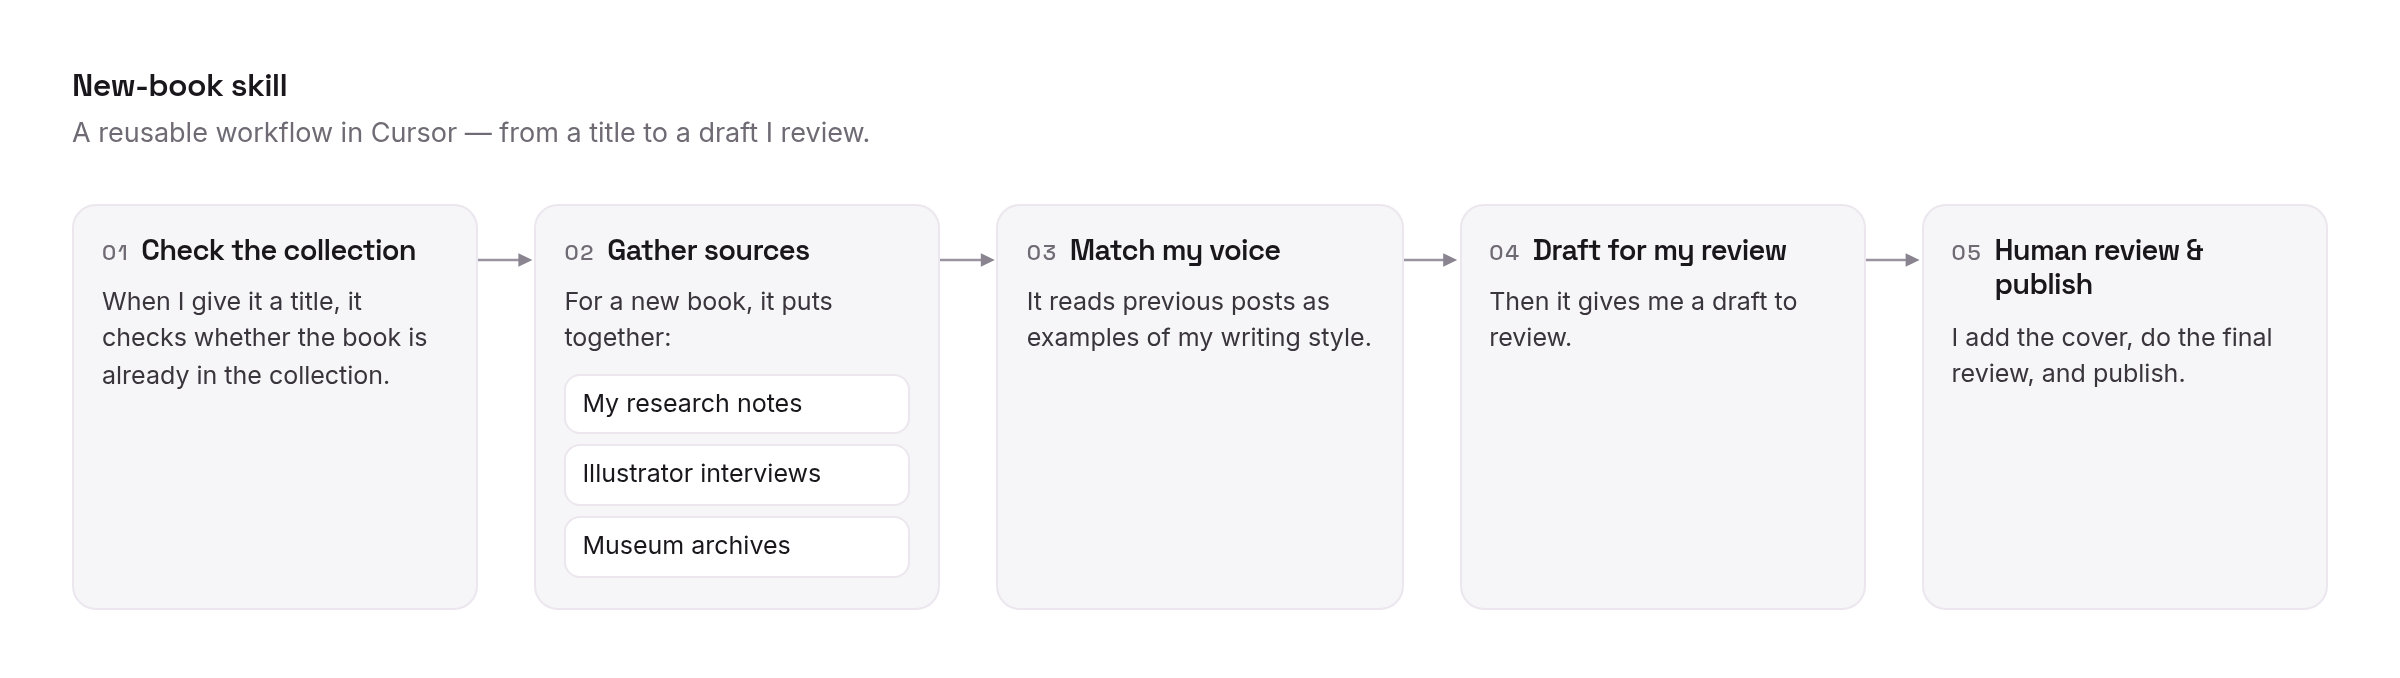 New-book skill
A reusable workflow in Cursor — from a title to a draft I review.
01 Check the collection
When I give it a title, it
checks whether the book is
already in the collection.
02 Gather sources
For a new book, it puts
together:
My research notes
Illustrator interviews
Museum archives
03 Match my voice
It reads previous posts as
examples of my writing style.
04 Draft for my review
Then it gives me a draft to
review.
05 Human review &
publish
I add the cover, do the final
review, and publish.